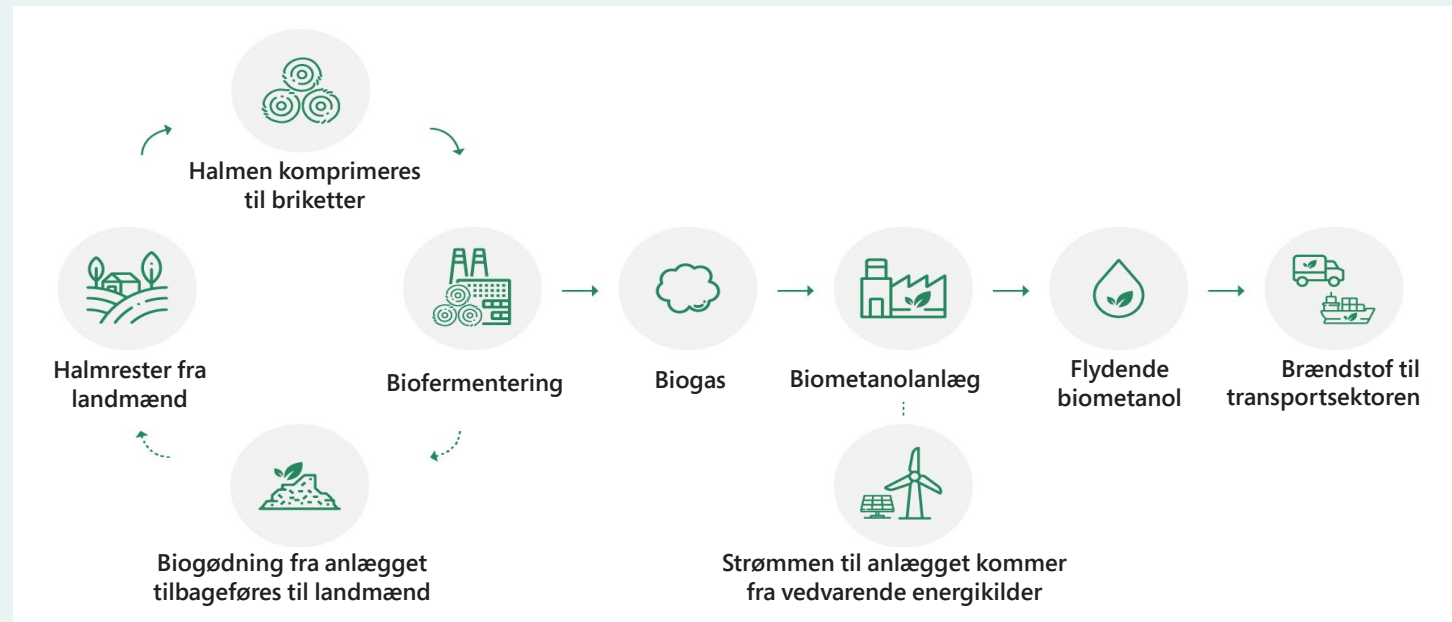 Halmen komprimeres
til briketter
Halmrester fra
landmænd
Biofermentering
Biogas
Biometanolanlæg
Flydende
biometanol
Brændstof til
transportsektoren
Biogødning fra anlægget
tilbageføres til landmænd
Strømmen til anlægget kommer
fra vedvarende energikilder